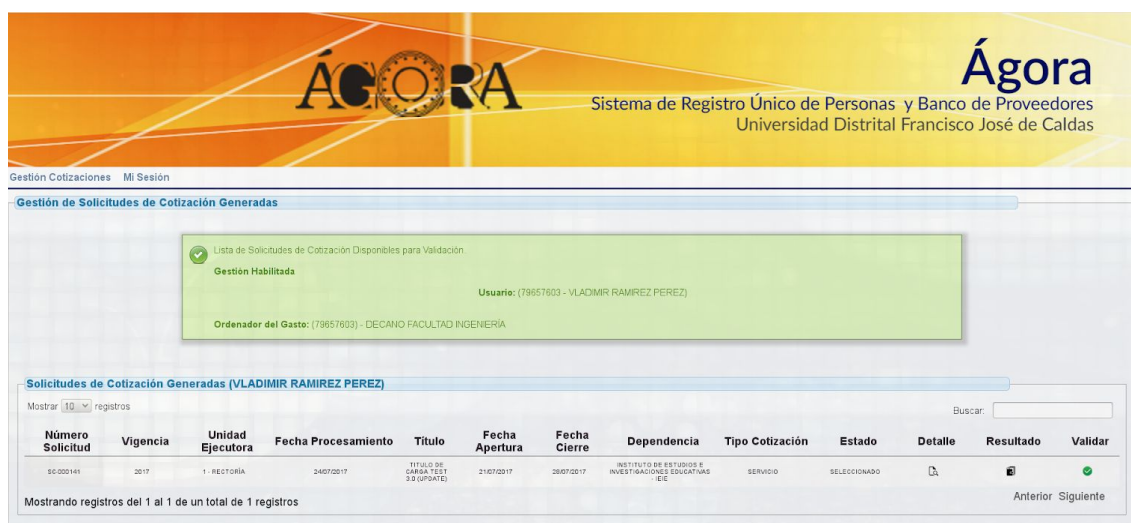 ÁGORA
Ágora
Sistema de Registro Único de Personas y Banco de Proveedores
Universidad Distrital Francisco José de Caldas
Gestión Cotizaciones Mi Sesión
Gestión de Solicitudes de Cotización Generadas
Lista de Solicitudes de Cotización Disponibles para Validación.
Gestión Habilitada
Usuario: (79657603 - VLADIMIR RAMIREZ PEREZ)
Ordenador del Gasto: (79657603) - DECANO FACULTAD INGENIERÍA
Solicitudes de Cotización Generadas (VLADIMIR RAMIREZ PEREZ)
Mostrar 10 registros
Buscar:
Número Solicitud Vigencia Unidad Ejecutora Fecha Procesamiento Título Fecha Apertura Fecha Cierre Dependencia Tipo Cotización Estado Detalle Resultado Validar
SC-000141 2017 1 - RECTORÍA 24/07/2017 TITULO DE CARGA TEST 3.0 (UPDATE) 21/07/2017 28/07/2017 INSTITUTO DE ESTUDIOS E INVESTIGACIONES EDUCATIVAS - IEIE SERVICIO SELECCIONADO
Mostrando registros del 1 al 1 de un total de 1 registros
Anterior Siguiente